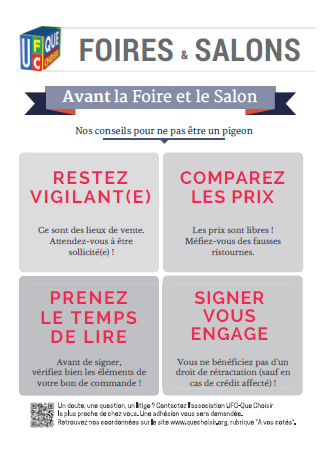 UFC QUE CHOISIR
FOIRES & SALONS
Avant la Foire et le Salon
Nos conseils pour ne pas être un pigeon
RESTEZ
VIGILANT(E)
Ce sont des lieux de vente.
Attendez-vous à être
sollicité(e) !
COMPAREZ
LES PRIX
Les prix sont libres !
Méfiez-vous des fausses
ristournes.
PRENEZ
LE TEMPS
DE LIRE
Avant de signer,
vérifiez bien les éléments de
votre bon de commande !
SIGNER
VOUS
ENGAGE
Vous ne bénéficiez pas d'un
droit de rétractation (sauf en
cas de crédit affecté) !
Un doute, une question, un litige ? Contactez l'association UFC-Que Choisir
la plus proche de chez vous. Une adhésion vous sera demandée.
Retrouvez nos coordonnées sur le site www.quechoisir.org, rubrique "A vos cotés".